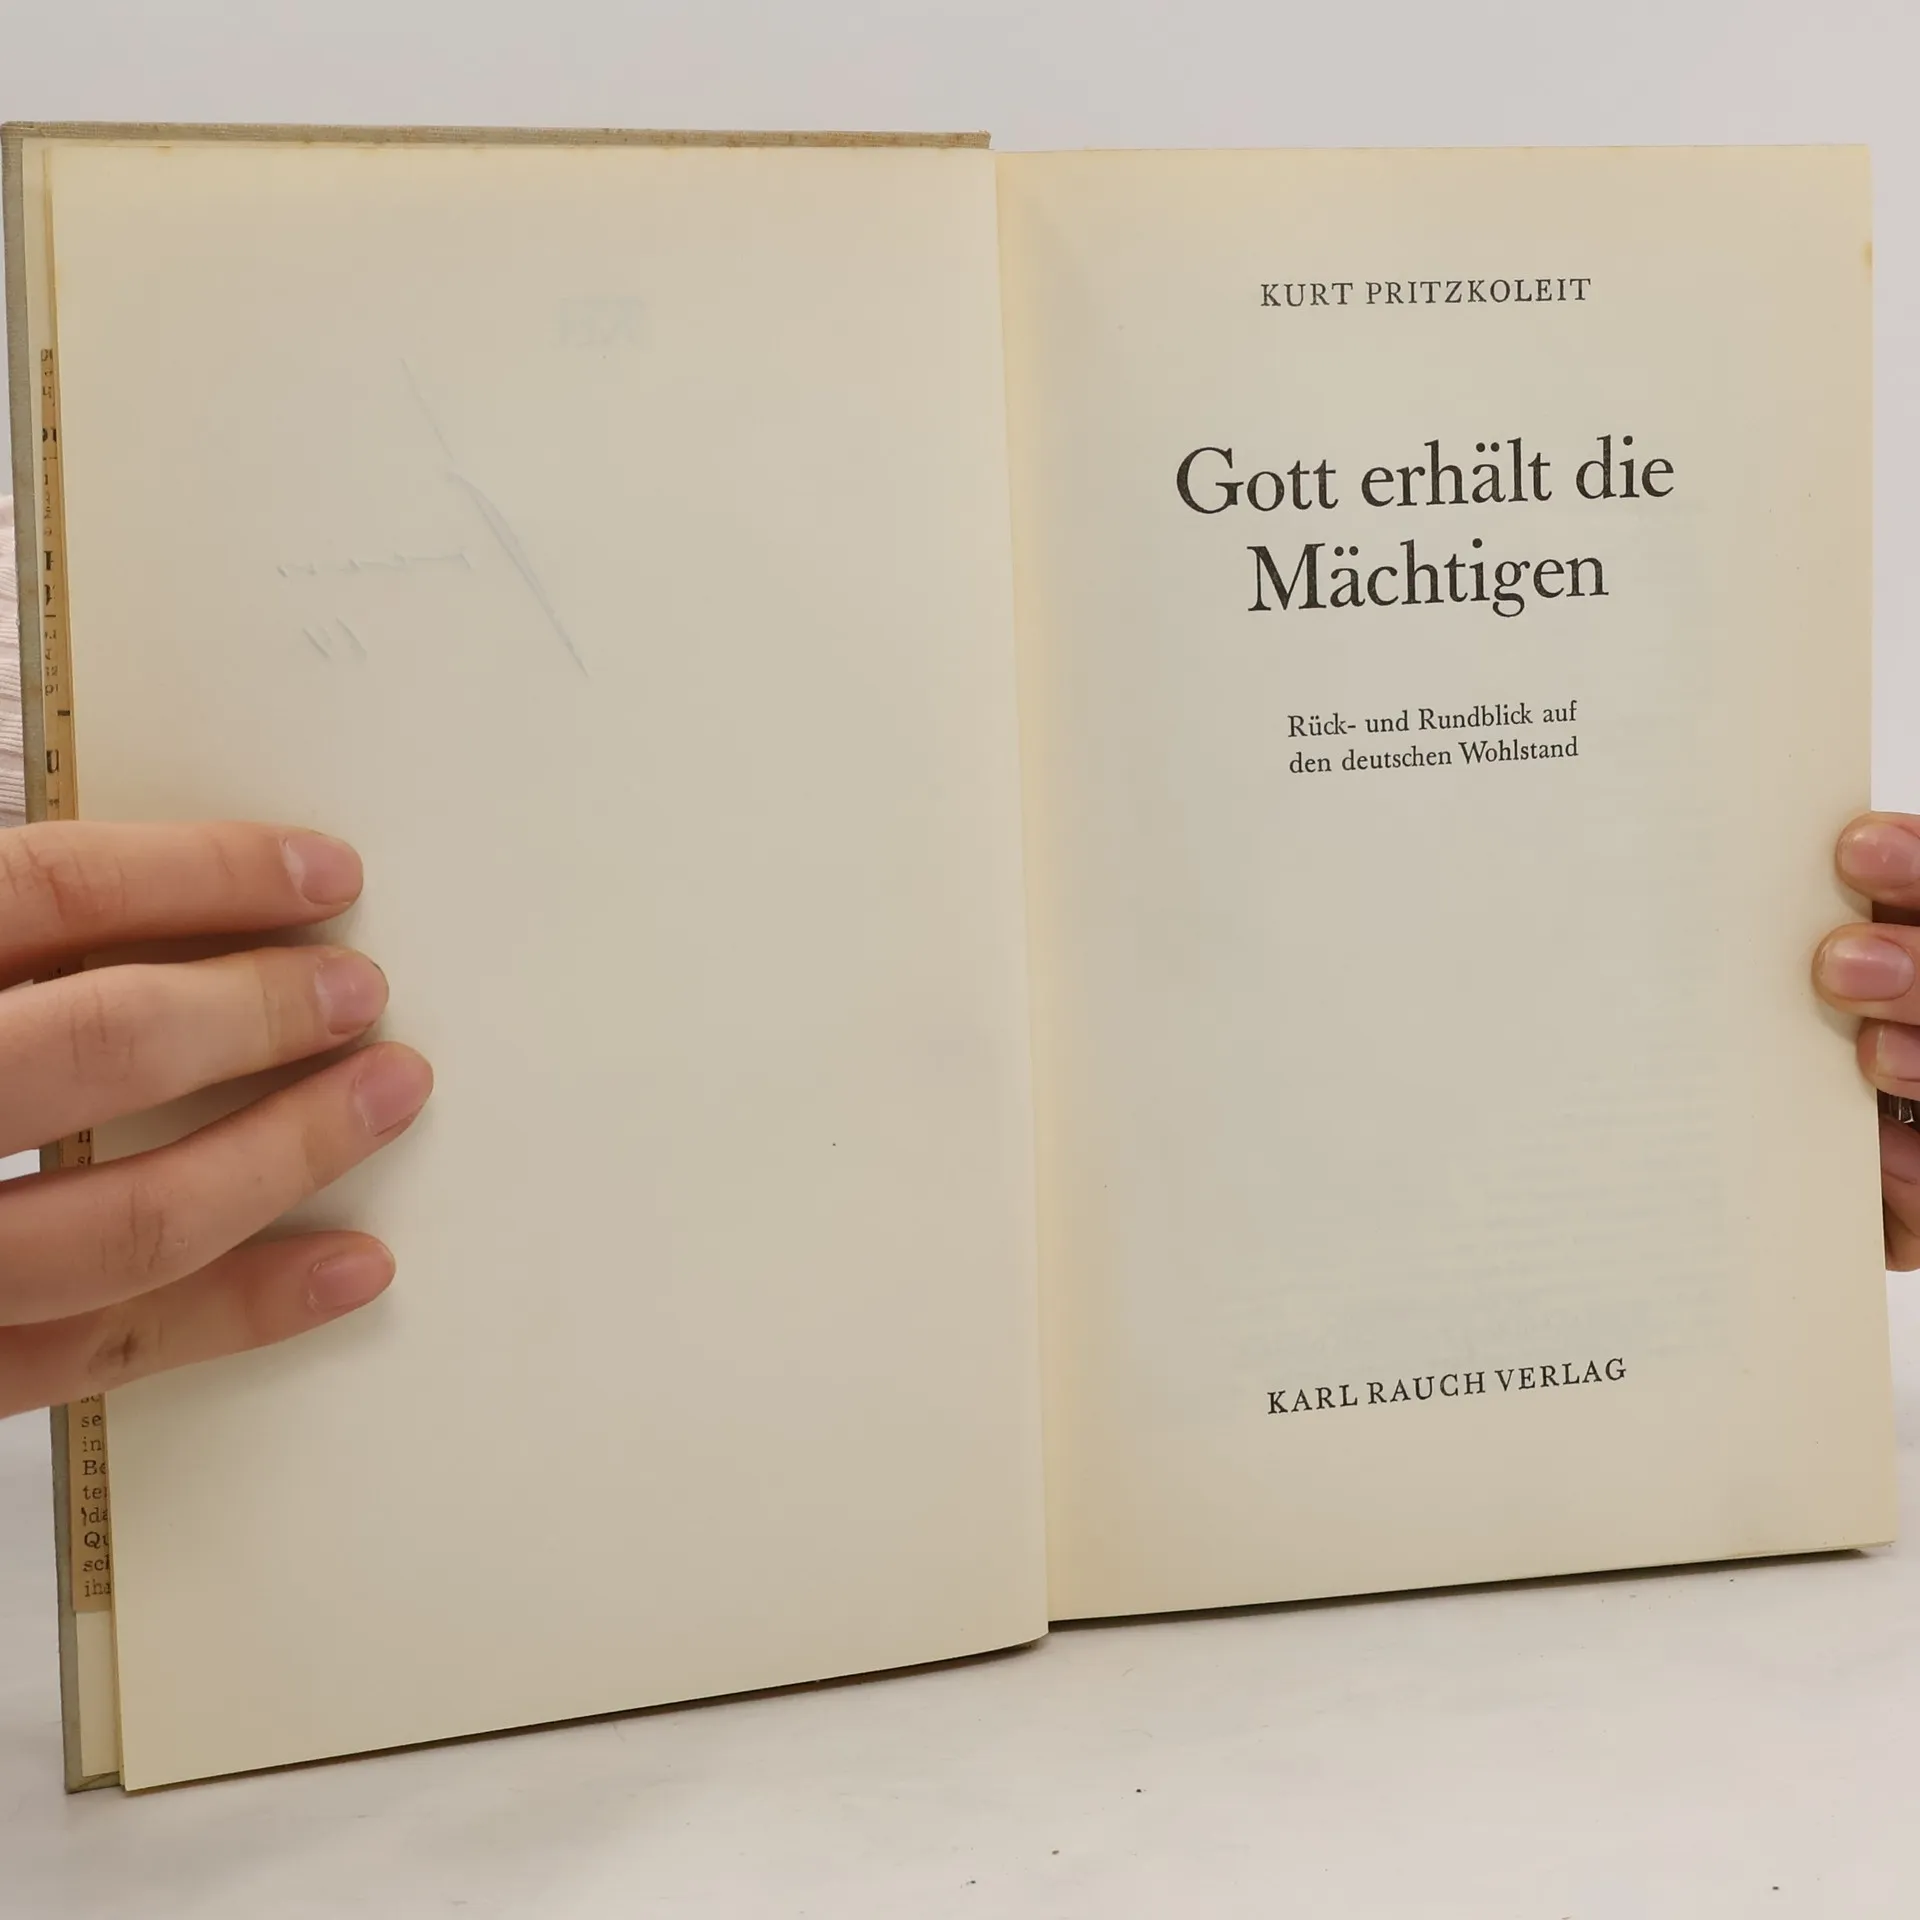 KURT PRITZKOLEIT
Gott erhält die
Mächtigen
Rück- und Rundblick auf
den deutschen Wohlstand
KARL RAUCH VERLAG